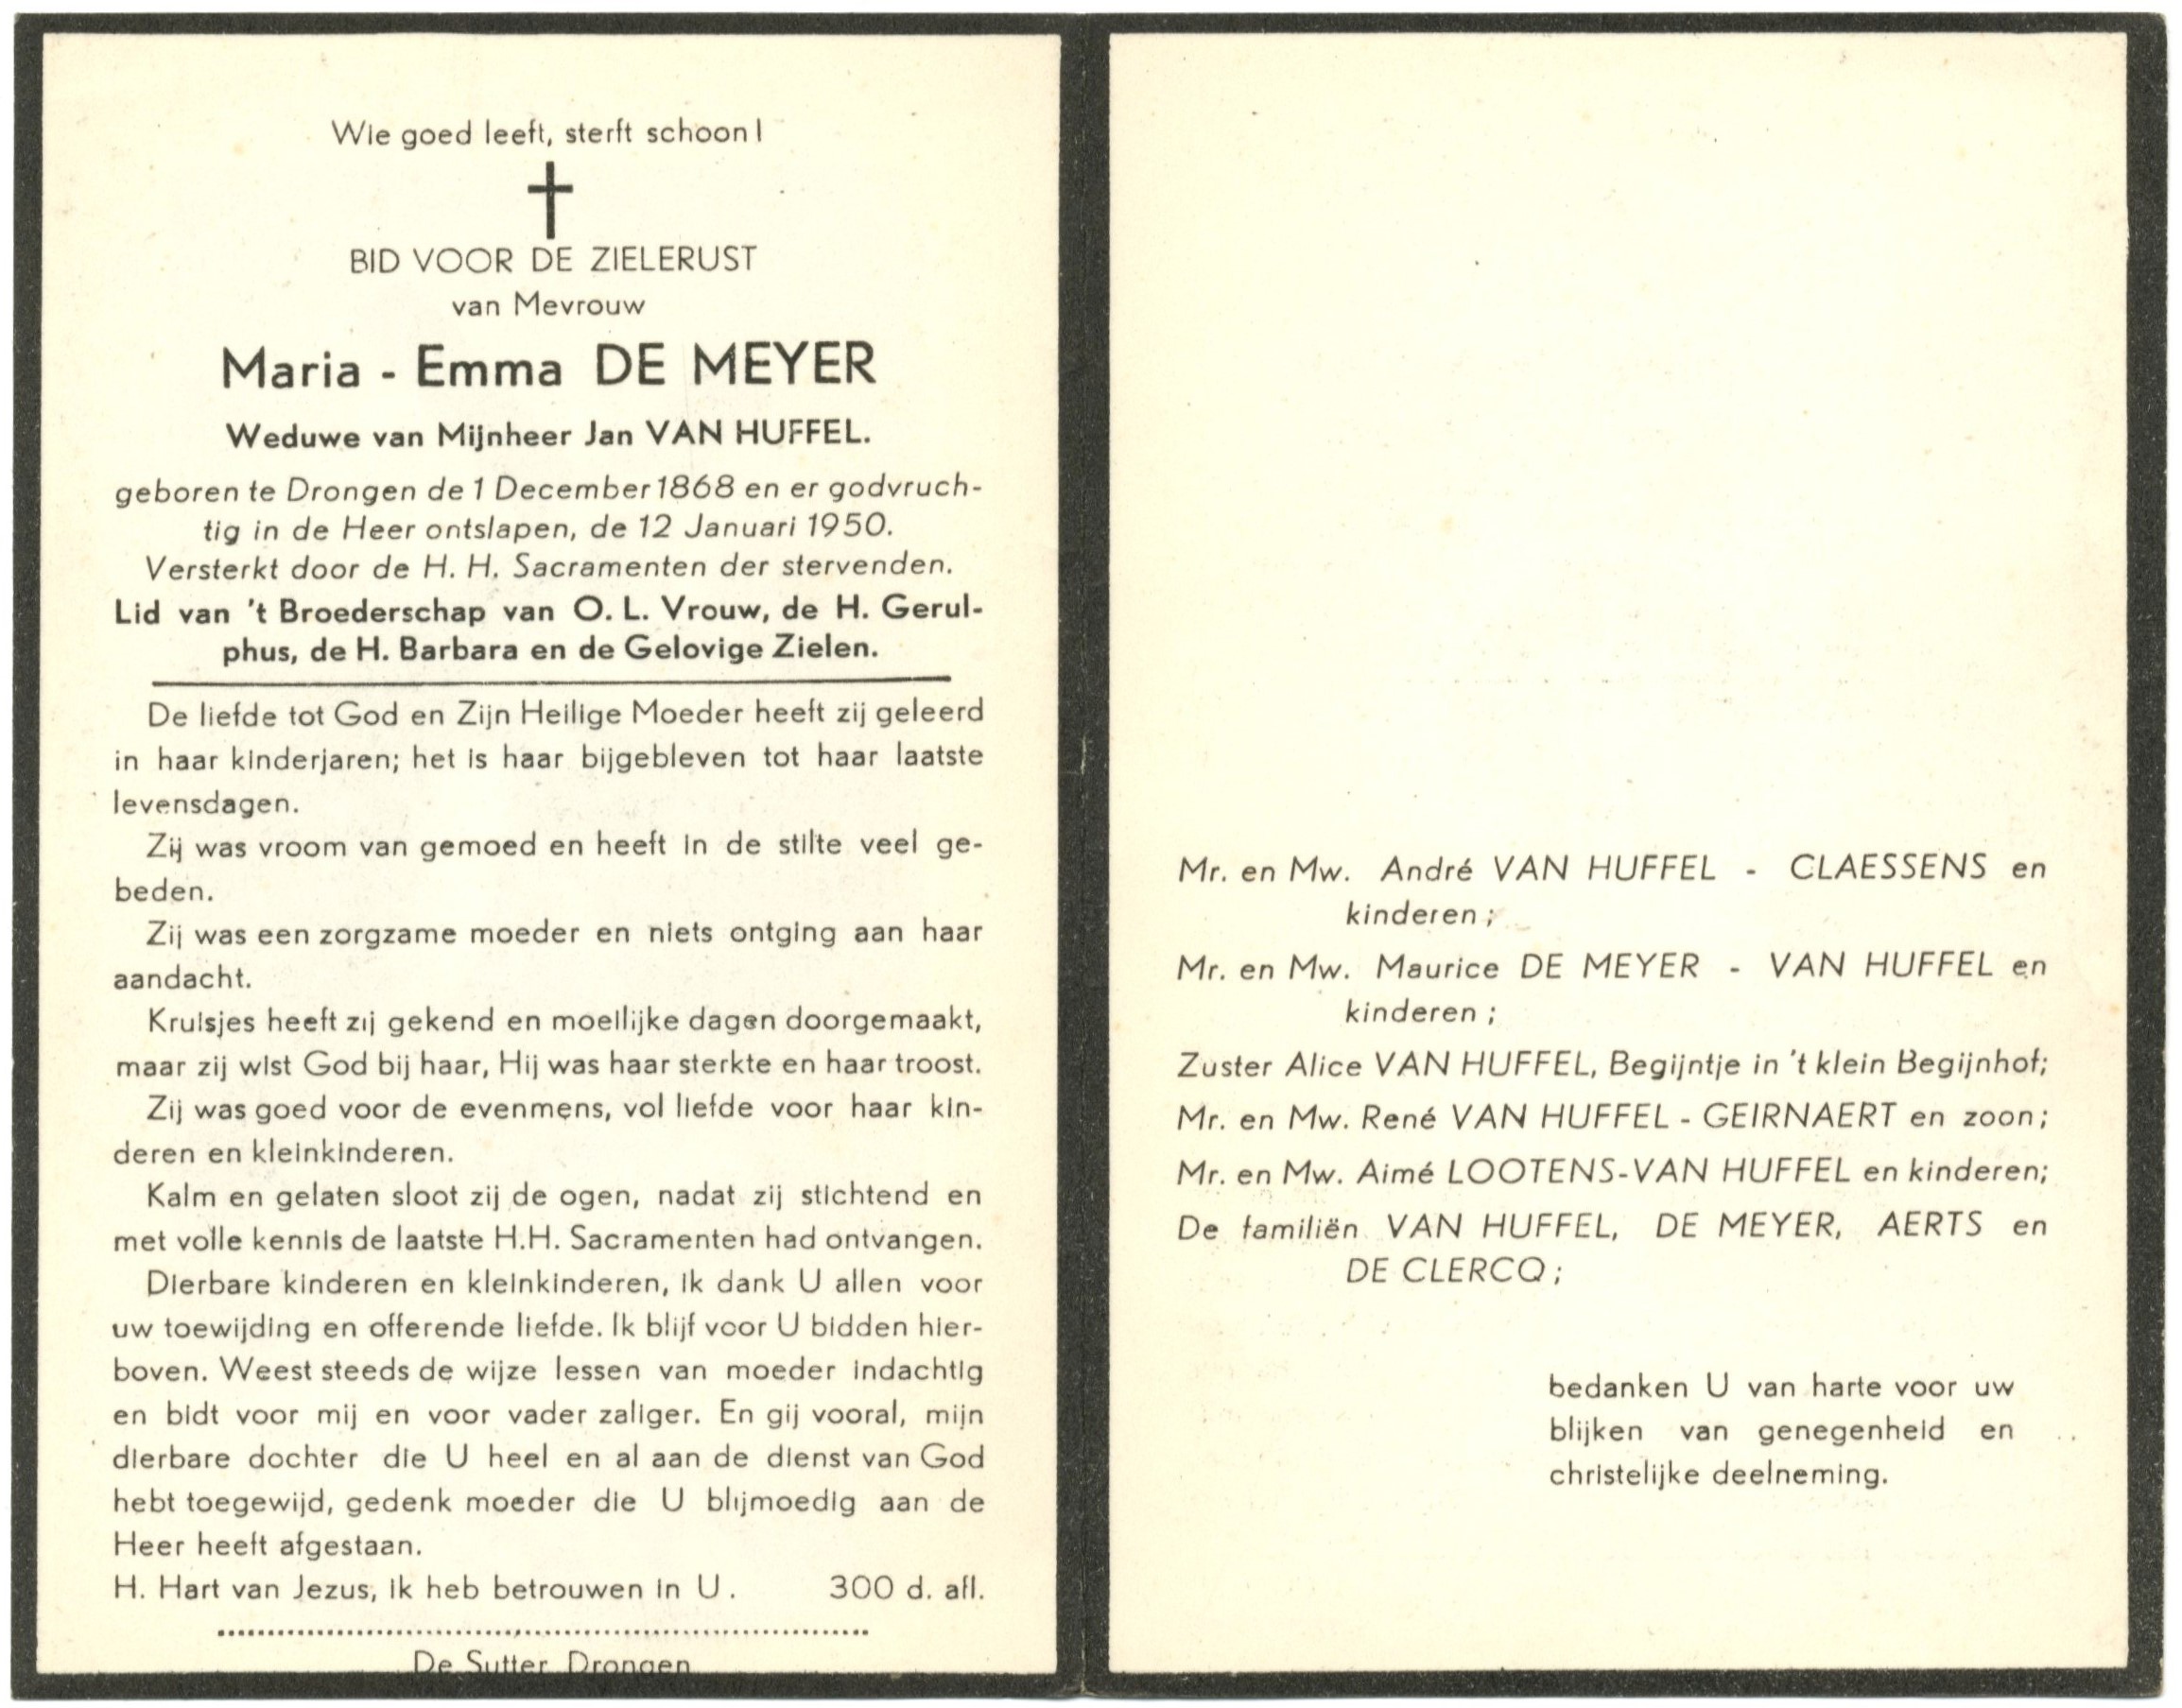 Wie goed leeft, sterft schoon!
BID VOOR DE ZIELERUST
van Mevrouw
Maria - Emma DE MEYER
Weduwe van Mijnheer Jan VAN HUFFEL.
geboren te Drongen de 1 December 1868 en er godvruch-
tig in de Heer ontslapen, de 12 Januari 1950.
Versterkt door de H. H. Sacramenten der stervenden.
Lid van 't Broederschap van O. L. Vrouw, de H. Gerul-
phus, de H. Barbara en de Gelovige Zielen.
De liefde tot God en Zijn Heilige Moeder heeft zij geleerd
in haar kinderjaren; het is haar bijgebleven tot haar laatste
levensdagen.
Zij was vroom van gemoed en heeft in de stilte veel ge-
beden.
Zij was een zorgzame moeder en niets ontging aan haar
aandacht.
Kruisjes heeft zij gekend en moeilijke dagen doorgemaakt,
maar zij wist God bij haar, Hij was haar sterkte en haar troost.
Zij was goed voor de evenmens, vol liefde voor haar kin-
deren en kleinkinderen.
Kalm en gelaten sloot zij de ogen, nadat zij stichtend en
met volle kennis de laatste H.H. Sacramenten had ontvangen.
Dierbare kinderen en kleinkinderen, ik dank U allen voor
uw toewijding en offerende liefde. Ik blijf voor U bidden hier-
boven. Weest steeds de wijze lessen van moeder indachtig
en bidt voor mij en voor vader zaliger. En gij vooral, mijn
dierbare dochter die U heel en al aan de dienst van God
hebt toegewijd, gedenk moeder die U blijmoedig aan de
Heer heeft afgestaan.
H. Hart van Jezus, ik heb betrouwen in U. 300 d. afl.
De Sutter Drongen
Mr. en Mw. André VAN HUFFEL - CLAESSENS en
kinderen ;
Mr. en Mw. Maurice DE MEYER - VAN HUFFEL en
kinderen ;
Zuster Alice VAN HUFFEL, Begijntje in 't klein Begijnhof;
Mr. en Mw. René VAN HUFFEL - GEIRNAERT en zoon;
Mr. en Mw. Aimé LOOTENS-VAN HUFFEL en kinderen;
De familiën VAN HUFFEL, DE MEYER, AERTS en
DE CLERCQ ;
bedanken U van harte voor uw
blijken van genegenheid en
christelijke deelneming.